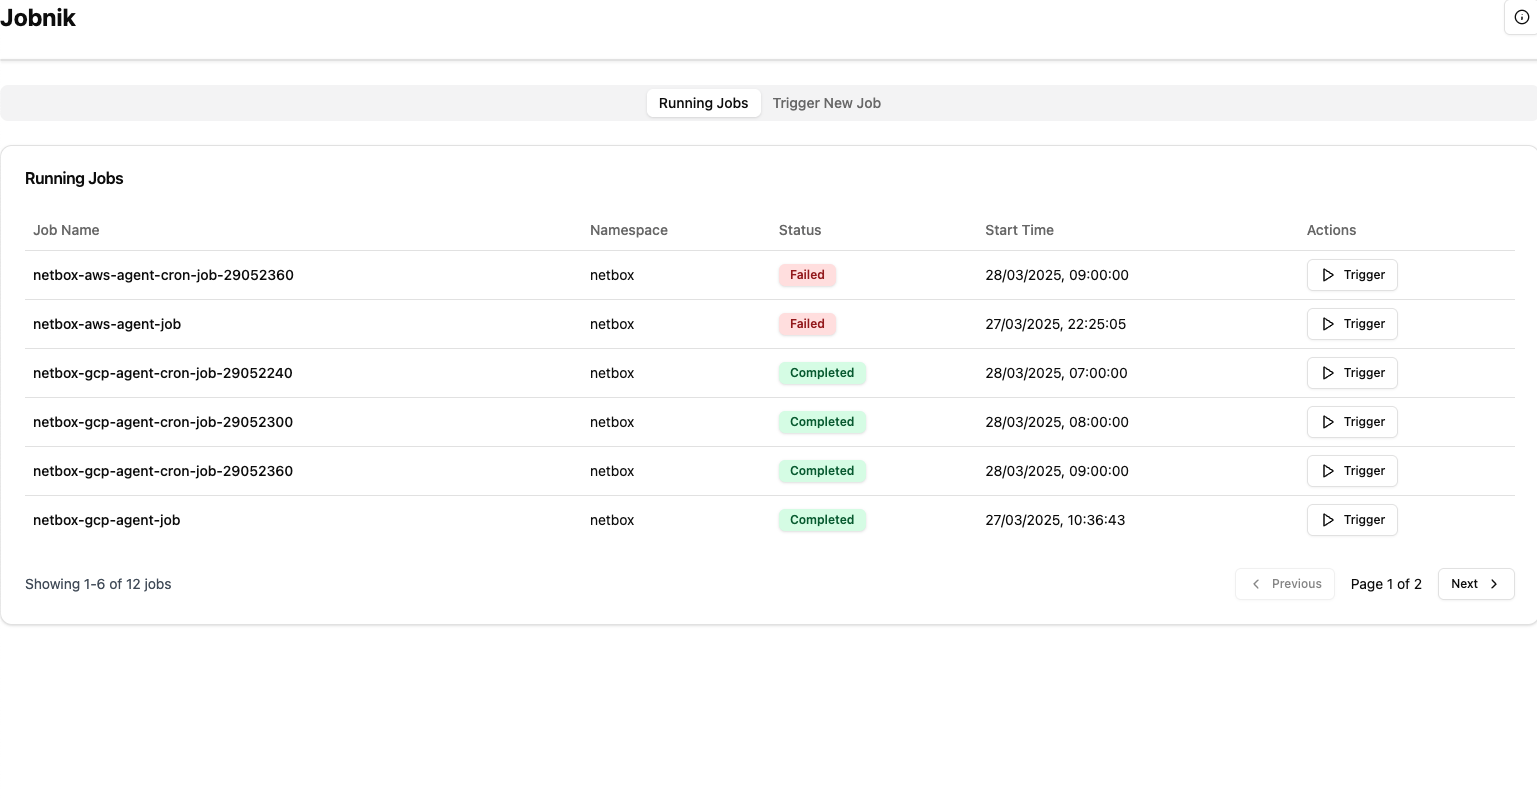 Jobnik
Running Jobs Trigger New Job
Running Jobs
Job Name Namespace Status Start Time Actions
netbox-aws-agent-cron-job-29052360 netbox Failed 28/03/2025, 09:00:00 Trigger
netbox-aws-agent-job netbox Failed 27/03/2025, 22:25:05 Trigger
netbox-gcp-agent-cron-job-29052240 netbox Completed 28/03/2025, 07:00:00 Trigger
netbox-gcp-agent-cron-job-29052300 netbox Completed 28/03/2025, 08:00:00 Trigger
netbox-gcp-agent-cron-job-29052360 netbox Completed 28/03/2025, 09:00:00 Trigger
netbox-gcp-agent-job netbox Completed 27/03/2025, 10:36:43 Trigger
Showing 1-6 of 12 jobs Previous Page 1 of 2 Next